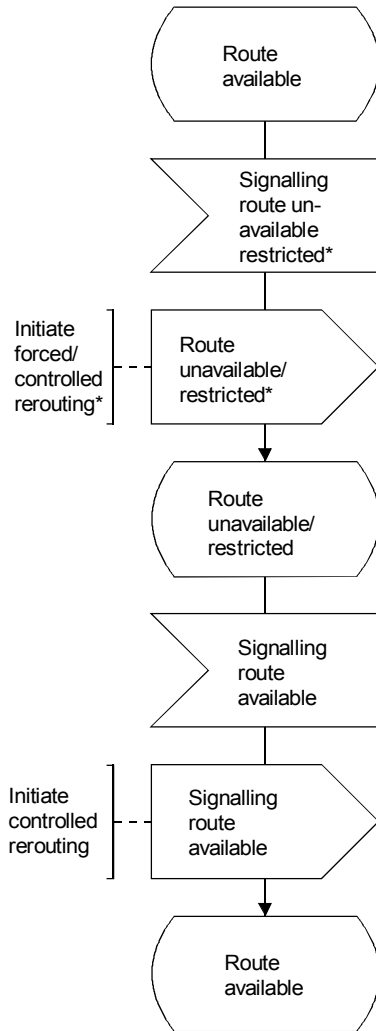 Route
available
Signalling
route un-
available
restricted*
Initiate
forced/
controlled
rerouting*
Route
unavailable/
restricted*
Route
unavailable/
restricted
Signalling
route
available
Initiate
controlled
rerouting
Signalling
route
available
Route
available